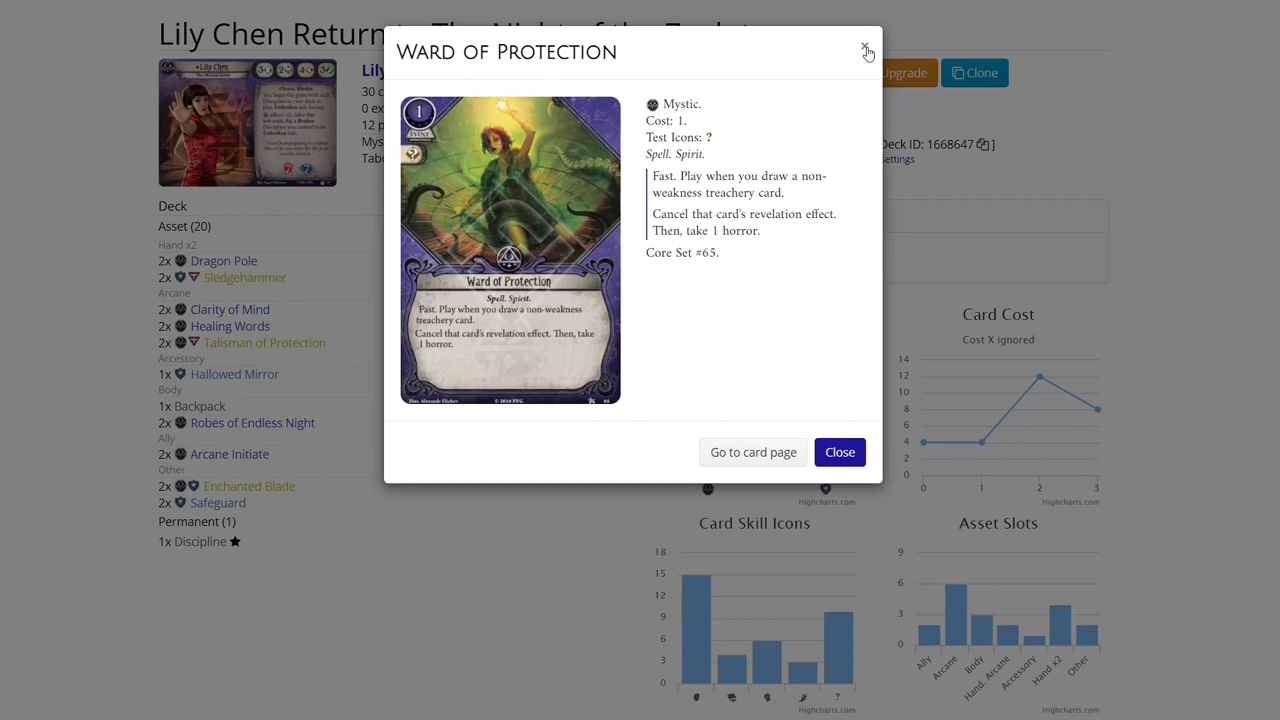 Lily Chen Return
WARD OF PROTECTION
×
Lily Chen
Lily
30 c
0 ex
12 p
Mys
Tabo
Upgrade
Clone
Deck ID: 1668647 ]
settings
Deck
Asset (20)
Hand x2
2x Dragon Pole
2x Sledgehammer
Arcane
2x Clarity of Mind
2x Healing Words
2x Talisman of Protection
Accessory
1x Hallowed Mirror
Body
1x Backpack
2x Robes of Endless Night
Ally
2x Arcane Initiate
Other
2x Enchanted Blade
2x Safeguard
Permanent (1)
1x Discipline
1
EVENT
?
Ward of Protection
Spell. Spirit.
Fast. Play when you draw a non-weakness
treachery card.
Cancel that card's revelation effect. Then, take
1 horror.
© 2016 FFG
65
Mystic.
Cost: 1.
Test Icons: ?
Spell. Spirit.
Fast. Play when you draw a non-
weakness treachery card.
Cancel that card's revelation effect.
Then, take 1 horror.
Core Set #65.
Go to card page
Close
Card Cost
Cost X ignored
14
12
10
8
6
4
2
0
0 1 2 3
Highcharts.com
Highcharts.com
Card Skill Icons
18
15
12
9
6
3
0
?
Highcharts.com
Asset Slots
9
6
3
0
Ally
Arcane
Body
Hand. Arcane
Accessory
Hand x2
Other
Highcharts.com